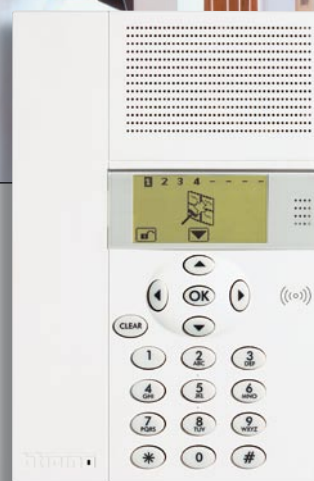 1 2 3 4 - - - -
OK
CLEAR
1 2 ABC 3 DEF
4 GHI 5 JKL 6 MNO
7 PQRS 8 TUV 9 WXYZ
* 0 #
bticino